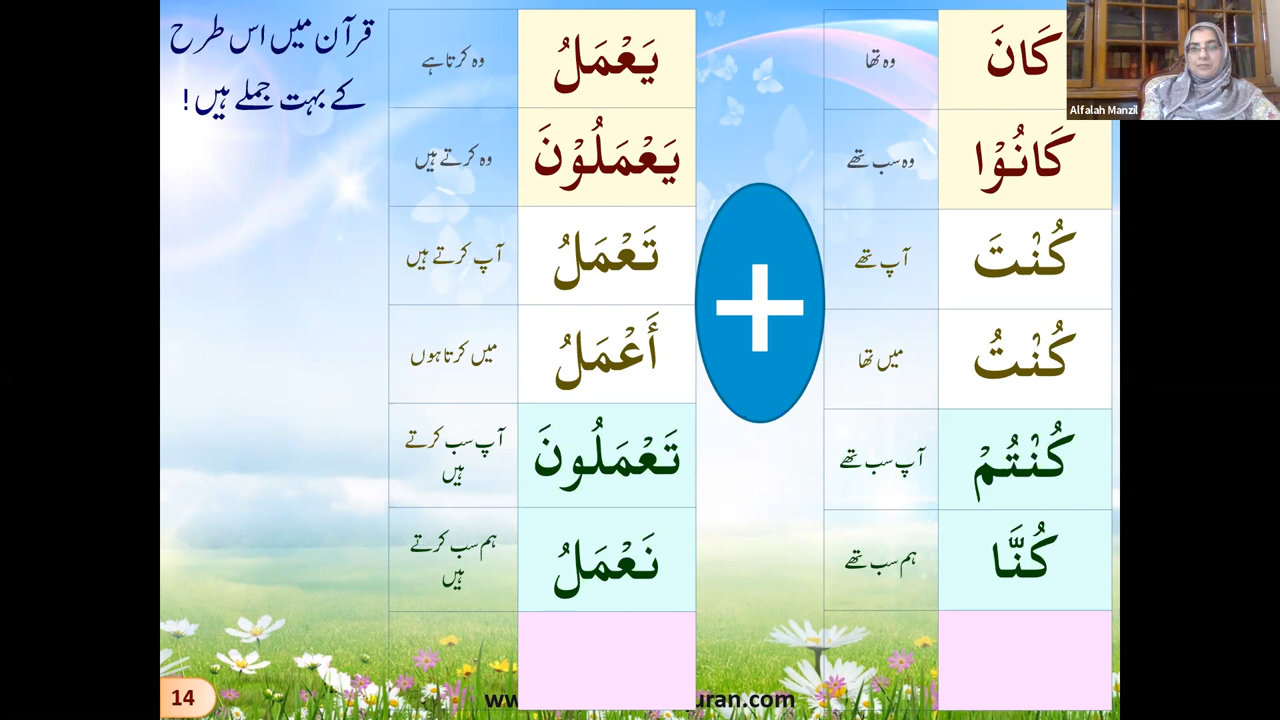 قرآن میں اس طرح
کے بہت جملے ہیں!
كَانَ
وہ تھا
يَعْمَلُ
وہ کرتا ہے
كَانُوْا
وہ سب تھے
يَعْمَلُوْنَ
وہ کرتے ہیں
كُنْتَ
آپ تھے
تَعْمَلُ
آپ کرتے ہیں
كُنْتُ
میں تھا
أَعْمَلُ
میں کرتا ہوں
كُنْتُمْ
آپ سب تھے
تَعْمَلُونَ
آپ سب کرتے
ہیں
كُنَّا
ہم سب تھے
نَعْمَلُ
ہم سب کرتے
ہیں
+
Alfalah Manzil
14